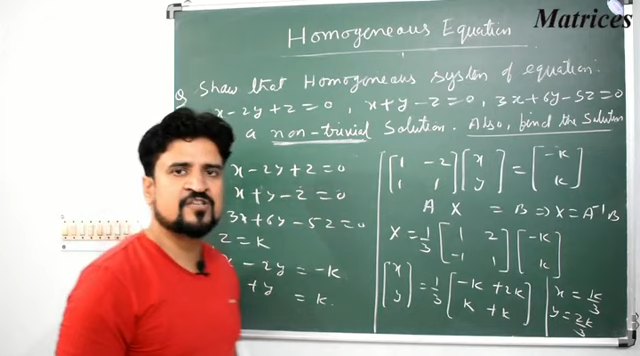 Matrices
Homogeneous Equation
Q Show that Homogeneous system of equation.
x - 2y + z = 0 , x + y - z = 0 , 3x + 6y - 5z = 0
a non-trivial Solution. Also, find the Solution
x - 2y + z = 0
x + y - z = 0
3x + 6y - 5z = 0
z = k
x - 2y = -k
+ y = k.
[1 -2] [x] = [-k]
[1 1] [y] [k]
A X = B ⇒ X = A⁻¹B
X = 1/3 [1 2] [-k]
[-1 1] [k]
[x] = 1/3 [-k + 2k]
[y] [k + k]
x = k/3
y = 2k/3